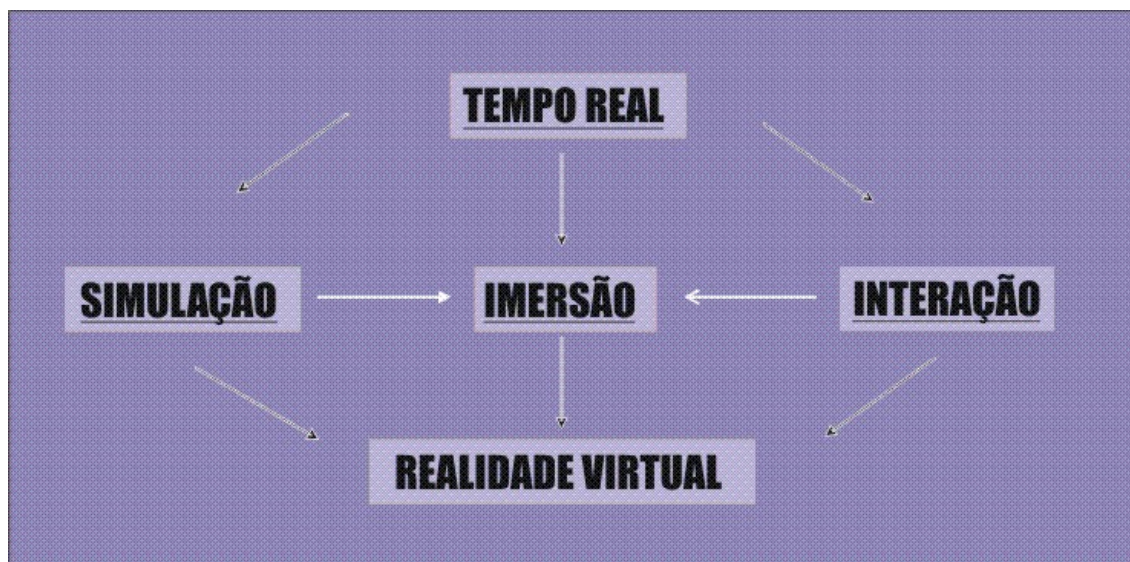 TEMPO REAL
SIMULAÇÃO
IMERSÃO
INTERAÇÃO
REALIDADE VIRTUAL